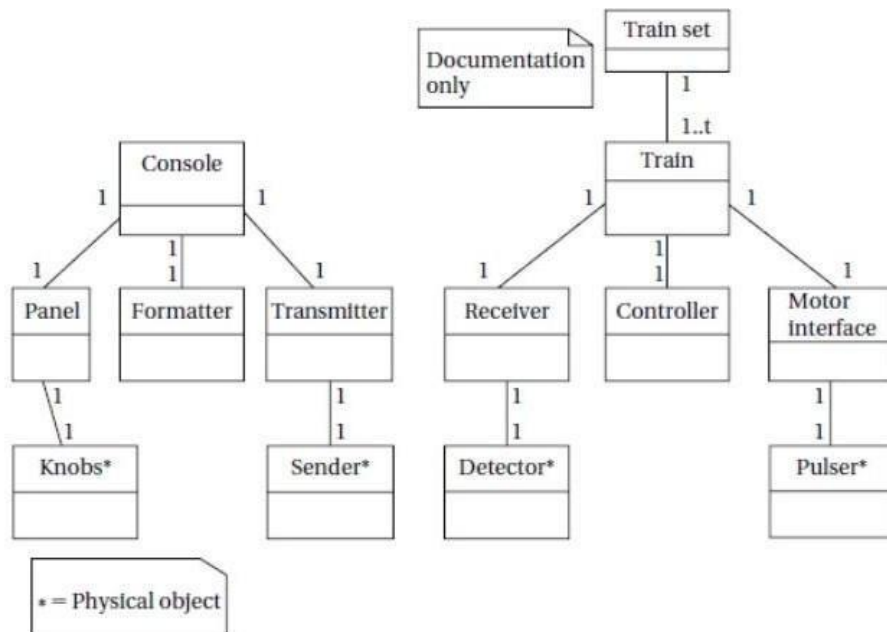 Train set
Documentation
only
1
1..t
Console
Train
1
1
1
1
1
1
1
1
1
1
1
1
Panel
Formatter
Transmitter
Receiver
Controller
Motor
interface
1
1
1
1
1
1
1
1
Knobs*
Sender*
Detector*
Pulser*
* = Physical object